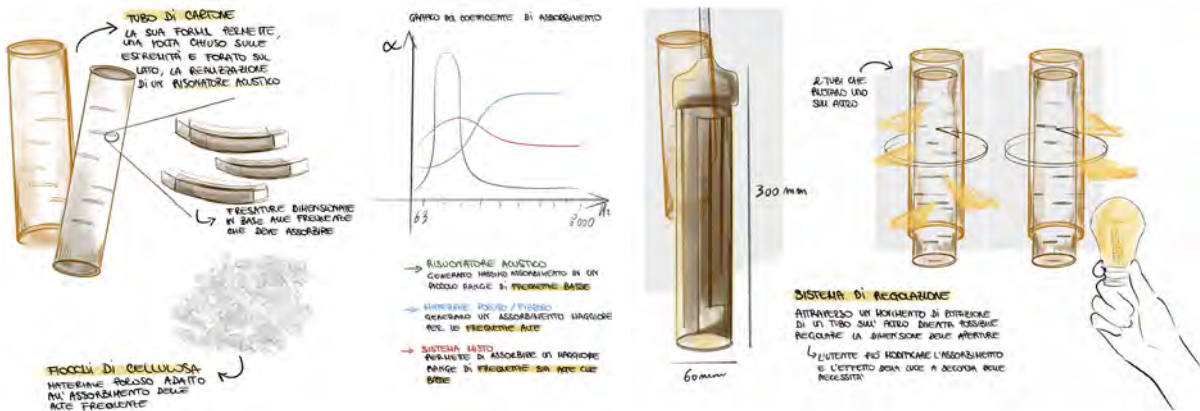 TUBO DI CARTONE
LA SUA FORMA PERMETTE,
UNA VOLTA CHIUSO SULLE
ESTREMITÀ E FORATO SUL
LATO, LA REALIZZAZIONE
DI UN RISONATORE ACUSTICO
FRESATURE DIMENSIONATE
IN BASE ALLE FREQUENZE
CHE DEVE ASSORBIRE
FIOCCHI DI CELLULOSA
MATERIALE POROSO ADATTO
ALL'ASSORBIMENTO DELLE
ALTE FREQUENZE
GRAFICO DEL COEFFICIENTE DI ASSORBIMENTO
α
63
8000
Hz
RISUONATORE ACUSTICO
GENERANO MASSIMO ASSORBIMENTO IN UN
PICCOLO RANGE DI FREQUENZE BASSE
MATERIALE POROSO / FIBROSO
GENERANO UN ASSORBIMENTO MAGGIORE
PER LE FREQUENZE ALTE
SISTEMA MISTO
PERMETTE DI ASSORBIRE UN MAGGIORE
RANGE DI FREQUENZE SIA ALTE CHE
BASSE
300 mm
60mm
2 TUBI CHE
RUOTANO UNO
SULL'ALTRO
SISTEMA DI REGOLAZIONE
ATTRAVERSO UN MOVIMENTO DI ROTAZIONE
DI UN TUBO SULL'ALTRO DIVENTA POSSIBILE
REGOLARE LA DIMENSIONE DELLE APERTURE
L'UTENTE PUÒ MODIFICARE L'ASSORBIMENTO
E L'EFFETTO DELLA LUCE A SECONDA DELLE
NECESSITÀ